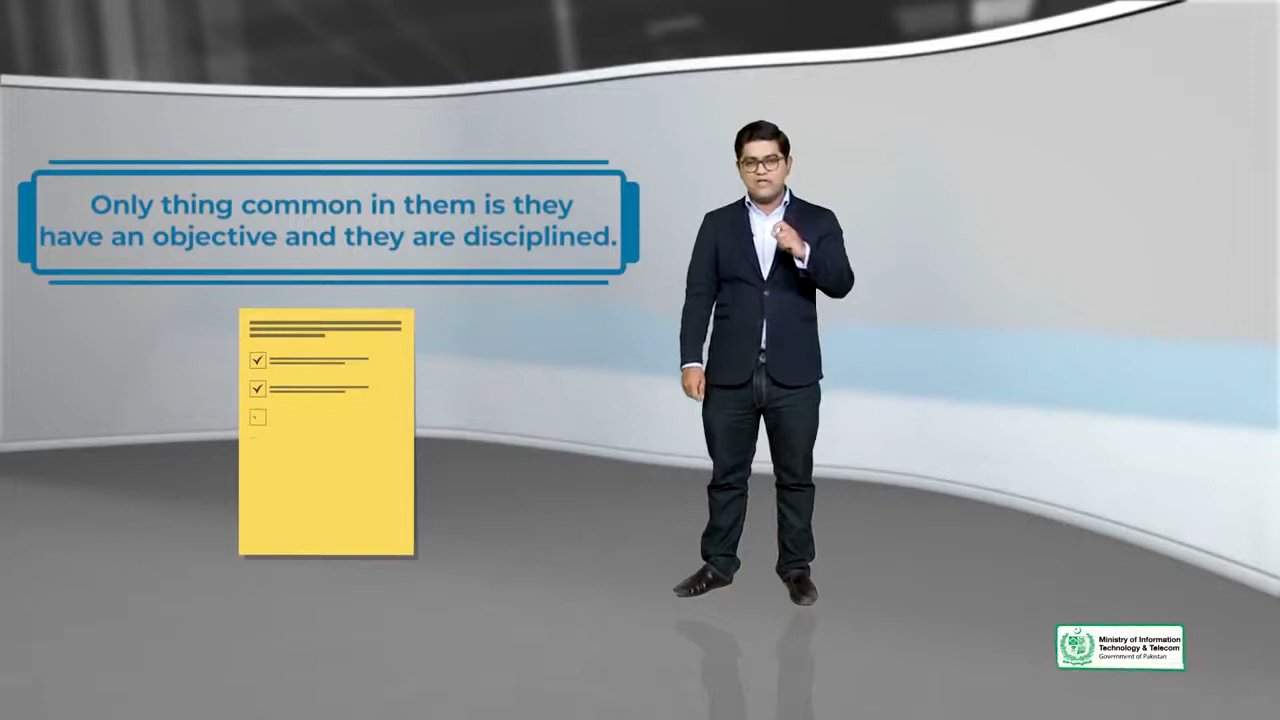 Only thing common in them is they
have an objective and they are disciplined.
Ministry of Information
Technology & Telecom
Government of Pakistan